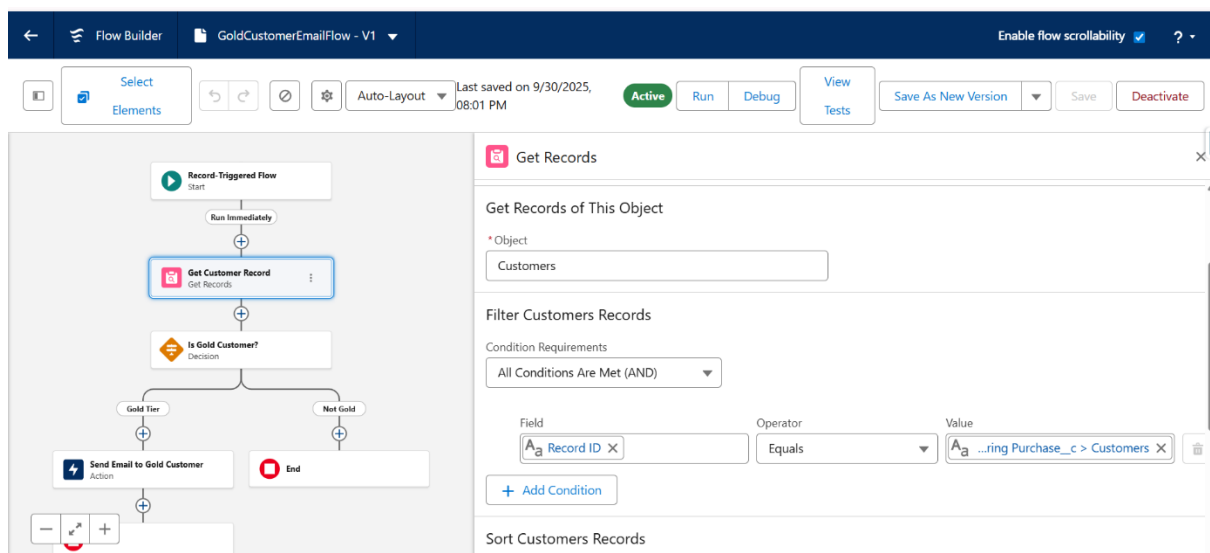 Flow Builder
GoldCustomerEmailFlow - V1
Enable flow scrollability
?
Select
Elements
Auto-Layout
Last saved on 9/30/2025,
08:01 PM
Active
Run
Debug
View
Tests
Save As New Version
Save
Deactivate
Record-Triggered Flow
Start
Run Immediately
Get Customer Record
Get Records
Is Gold Customer?
Decision
Gold Tier
Not Gold
Send Email to Gold Customer
Action
End
Get Records
Get Records of This Object
*Object
Customers
Filter Customers Records
Condition Requirements
All Conditions Are Met (AND)
Field
Operator
Value
Aa Record ID
Equals
Aa ...ring Purchase__c > Customers
+ Add Condition
Sort Customers Records